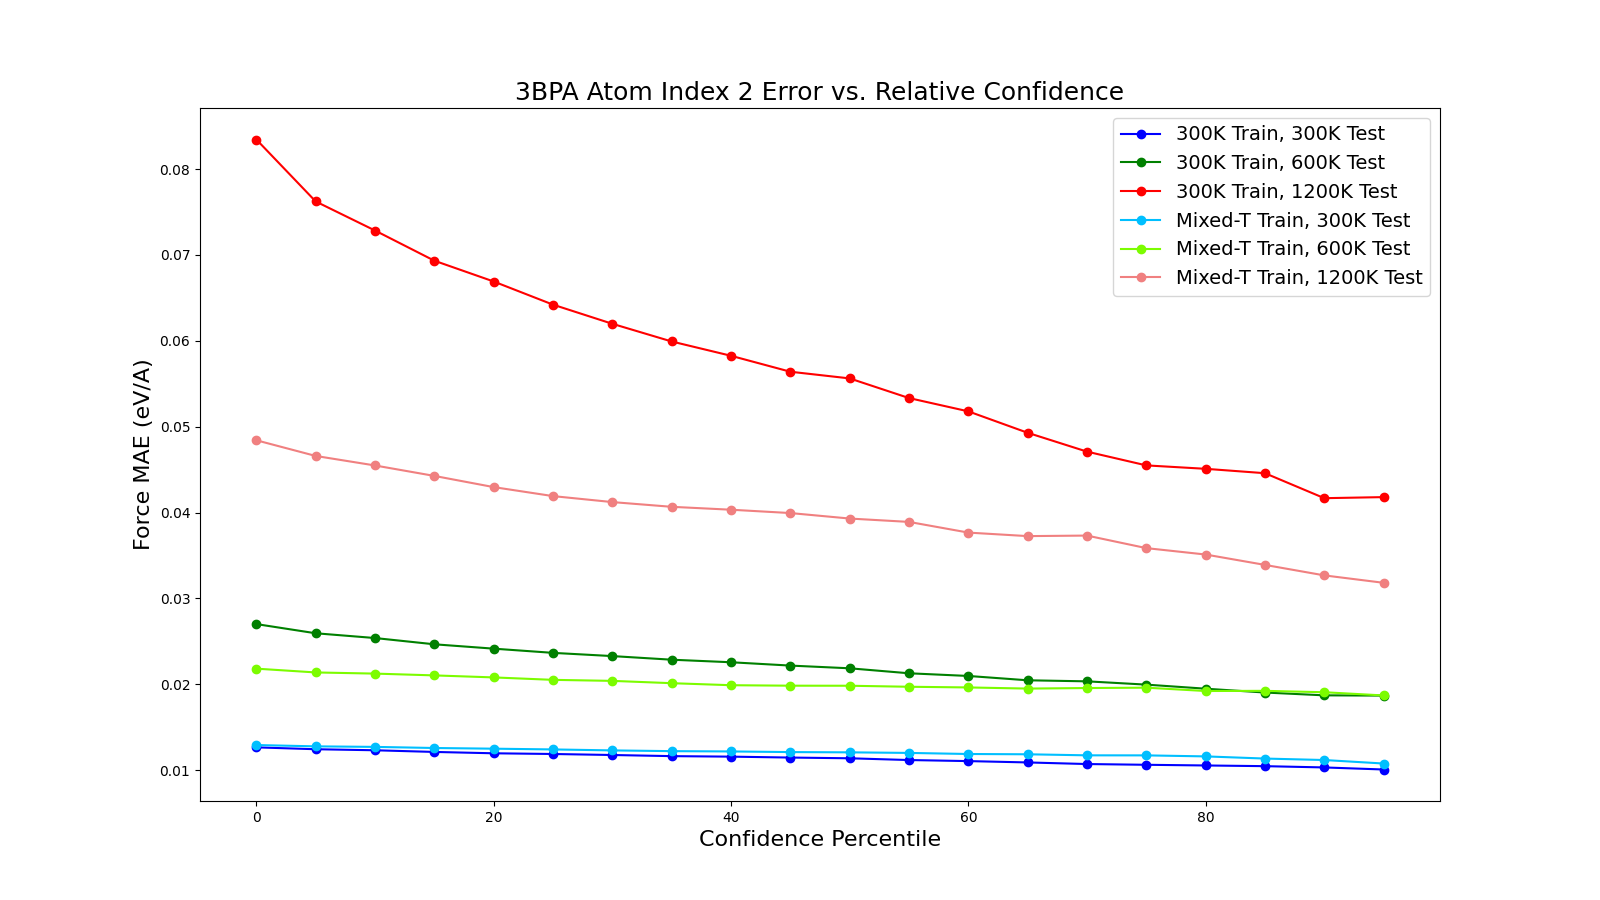 3BPA Atom Index 2 Error vs. Relative Confidence
300K Train, 300K Test
300K Train, 600K Test
300K Train, 1200K Test
Mixed-T Train, 300K Test
Mixed-T Train, 600K Test
Mixed-T Train, 1200K Test
Force MAE (eV/A)
0.08
0.07
0.06
0.05
0.04
0.03
0.02
0.01
0
20
40
60
80
Confidence Percentile